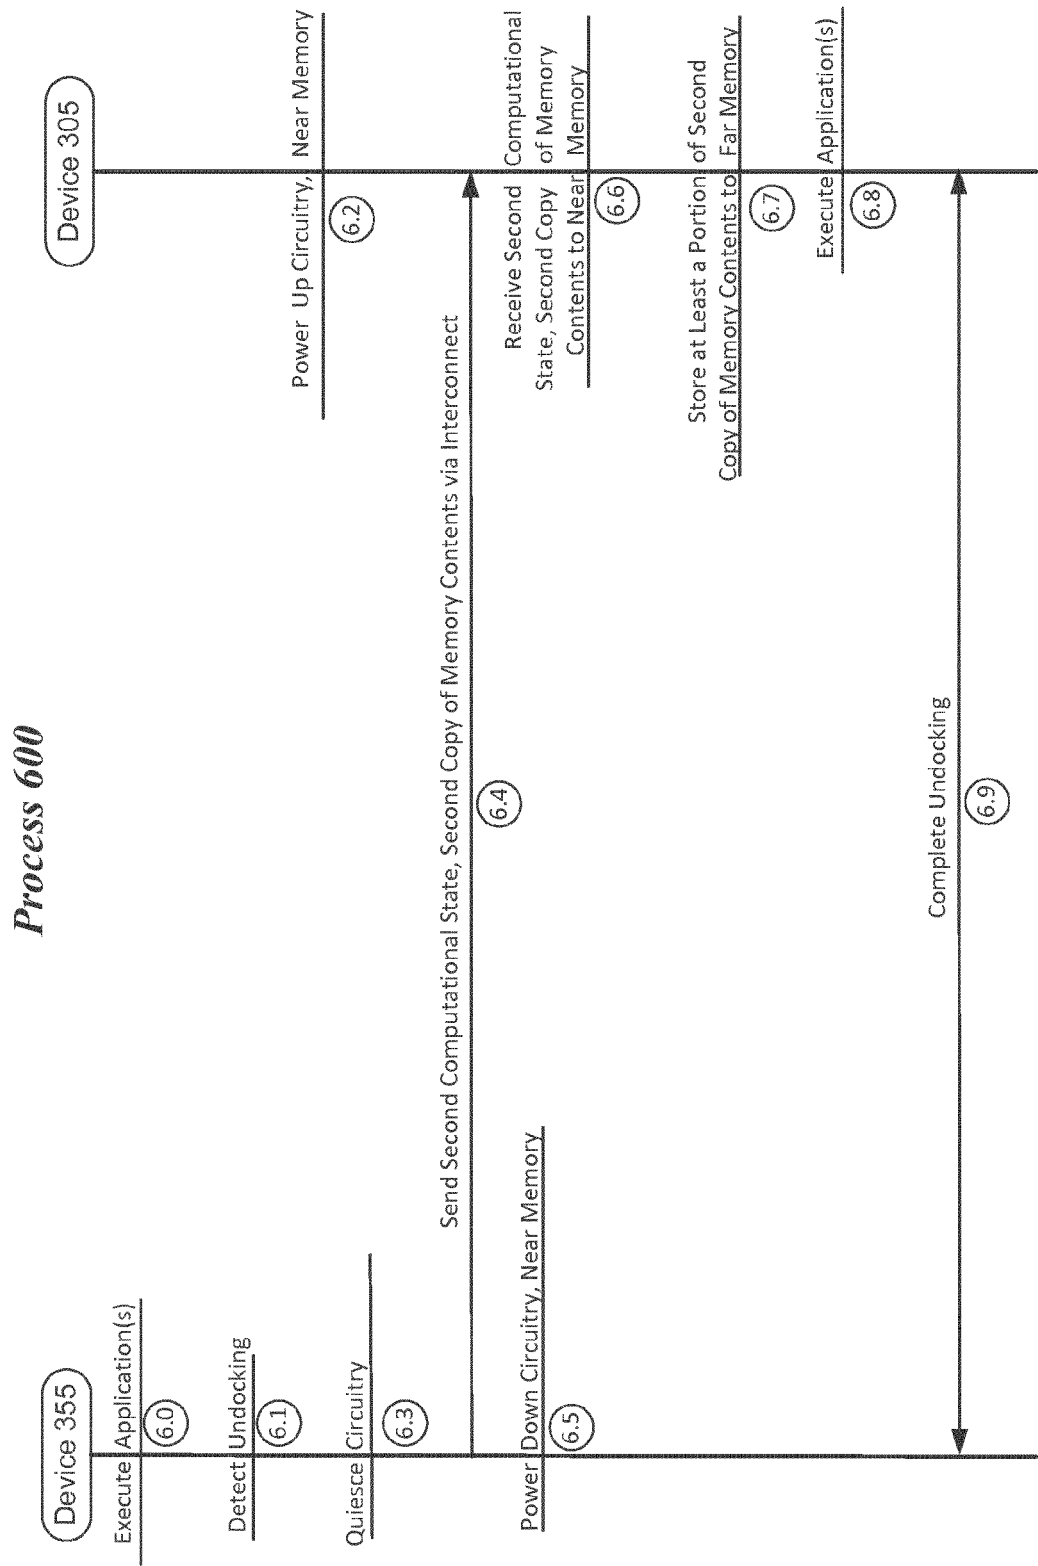 Process 600
Device 355
Device 305
Execute Application(s)
6.0
Detect Undocking
6.1
Power Up Circuitry, Near Memory
6.2
Quiesce Circuitry
6.3
Send Second Computational State, Second Copy of Memory Contents via Interconnect
6.4
Power Down Circuitry, Near Memory
6.5
Receive Second Computational
State, Second Copy of Memory
Contents to Near Memory
6.6
Store at Least a Portion of Second
Copy of Memory Contents to Far Memory
6.7
Execute Application(s)
6.8
Complete Undocking
6.9